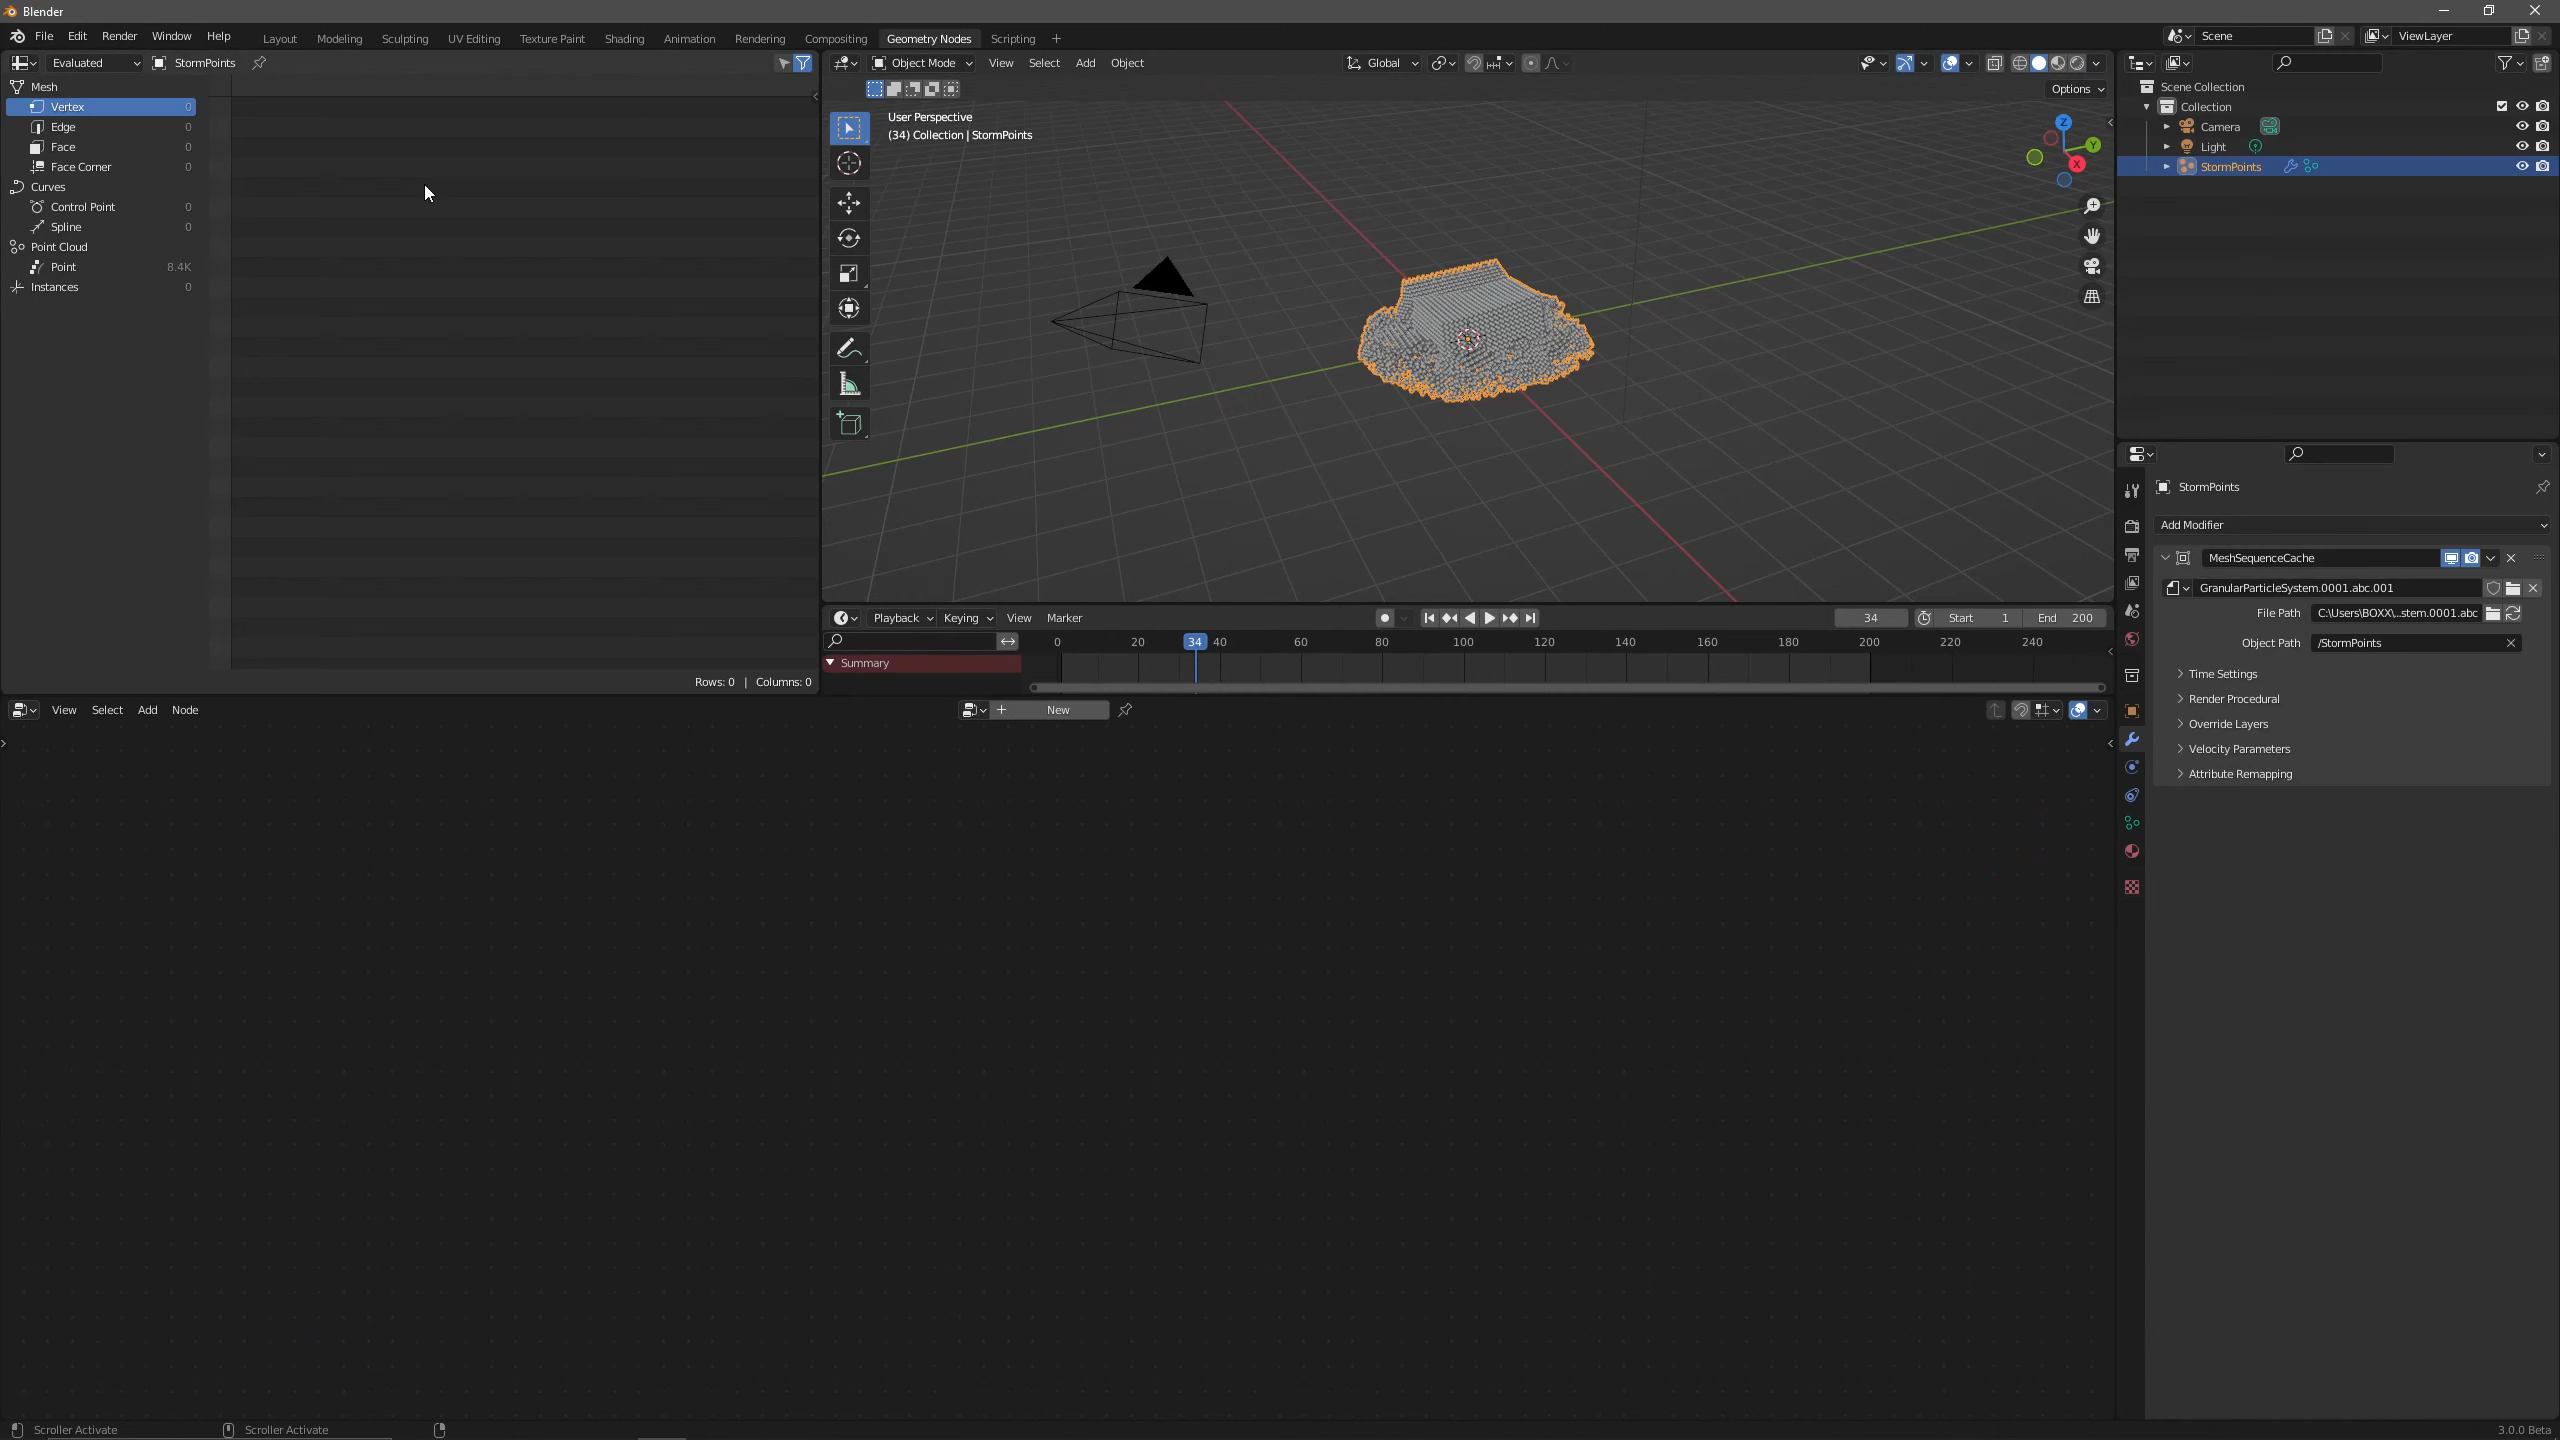 Blender
File Edit Render Window Help Layout Modeling Sculpting UV Editing Texture Paint Shading Animation Rendering Compositing Geometry Nodes Scripting + Scene ViewLayer
Evaluated StormPoints
Mesh
Vertex 0
Edge 0
Face 0
Face Corner 0
Curves
Control Point 0
Spline 0
Point Cloud
Point 8.4K
Instances 0
Rows: 0 | Columns: 0
Object Mode View Select Add Object Global
Options
User Perspective
(34) Collection | StormPoints
Z
Y
X
Playback Keying View Marker 34 Start 1 End 200
0 20 34 40 60 80 100 120 140 160 180 200 220 240
Summary
View Select Add Node + New
Scene Collection
Collection
Camera
Light
StormPoints
StormPoints
Add Modifier
MeshSequenceCache
GranularParticleSystem.0001.abc.001
File Path C:\Users\BOXX\...stem.0001.abc
Object Path /StormPoints
Time Settings
Render Procedural
Override Layers
Velocity Parameters
Attribute Remapping
Scroller Activate Scroller Activate 3.0.0 Beta